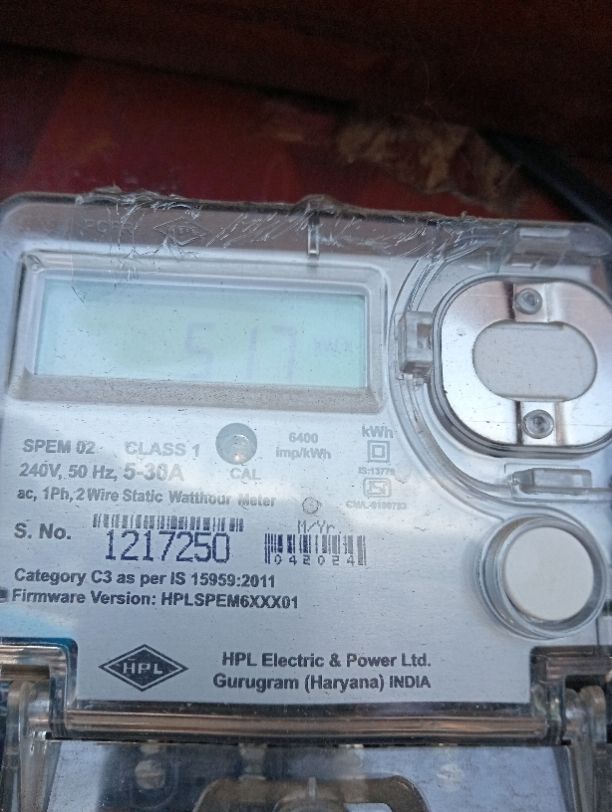 HPL
517
SPEM 02 CLASS 1
6400
imp/kWh
kWh
240V, 50 Hz, 5-30A
CAL
ac, 1Ph, 2 Wire Static Watthour Meter
M/Yr.
S. No.
1217250
042024
Category C3 as per IS 15959:2011
Firmware Version: HPLSPEM6XXX01
HPL
HPL Electric & Power Ltd.
Gurugram (Haryana) INDIA